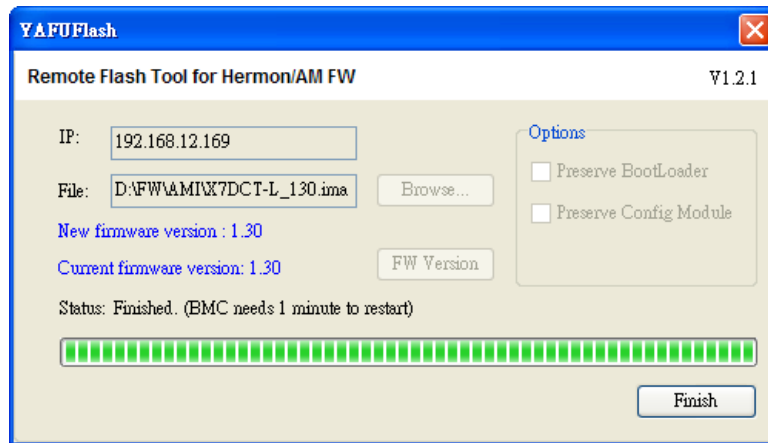 YAFUFlash
Remote Flash Tool for Hermon/AM FW
V1.2.1
IP:
192.168.12.169
Options
Preserve BootLoader
File:
D:\FW\AMI\X7DCT-L_130.ima
Browse...
Preserve Config Module
New firmware version : 1.30
Current firmware version: 1.30
FW Version
Status: Finished. (BMC needs 1 minute to restart)
Finish